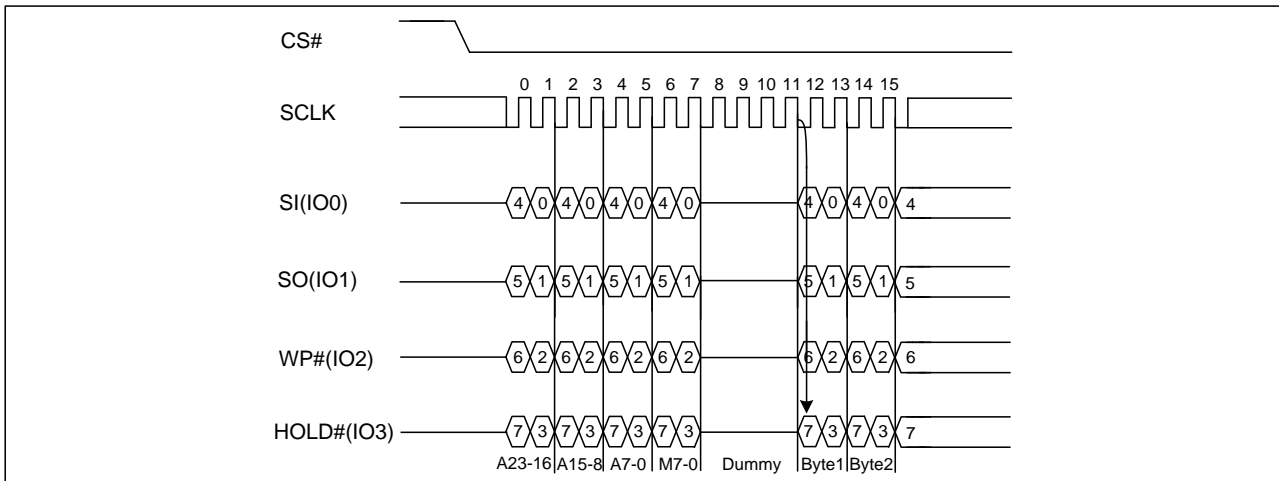 CS#
0 1 2 3 4 5 6 7 8 9 10 11 12 13 14 15
SCLK
SI(IO0) 4 0 4 0 4 0 4 0 4 0 4 0 4
SO(IO1) 5 1 5 1 5 1 5 1 5 1 5 1 5
WP#(IO2) 6 2 6 2 6 2 6 2 6 2 6 2 6
HOLD#(IO3) 7 3 7 3 7 3 7 3 7 3 7 3 7
A23-16 A15-8 A7-0 M7-0 Dummy Byte1 Byte2